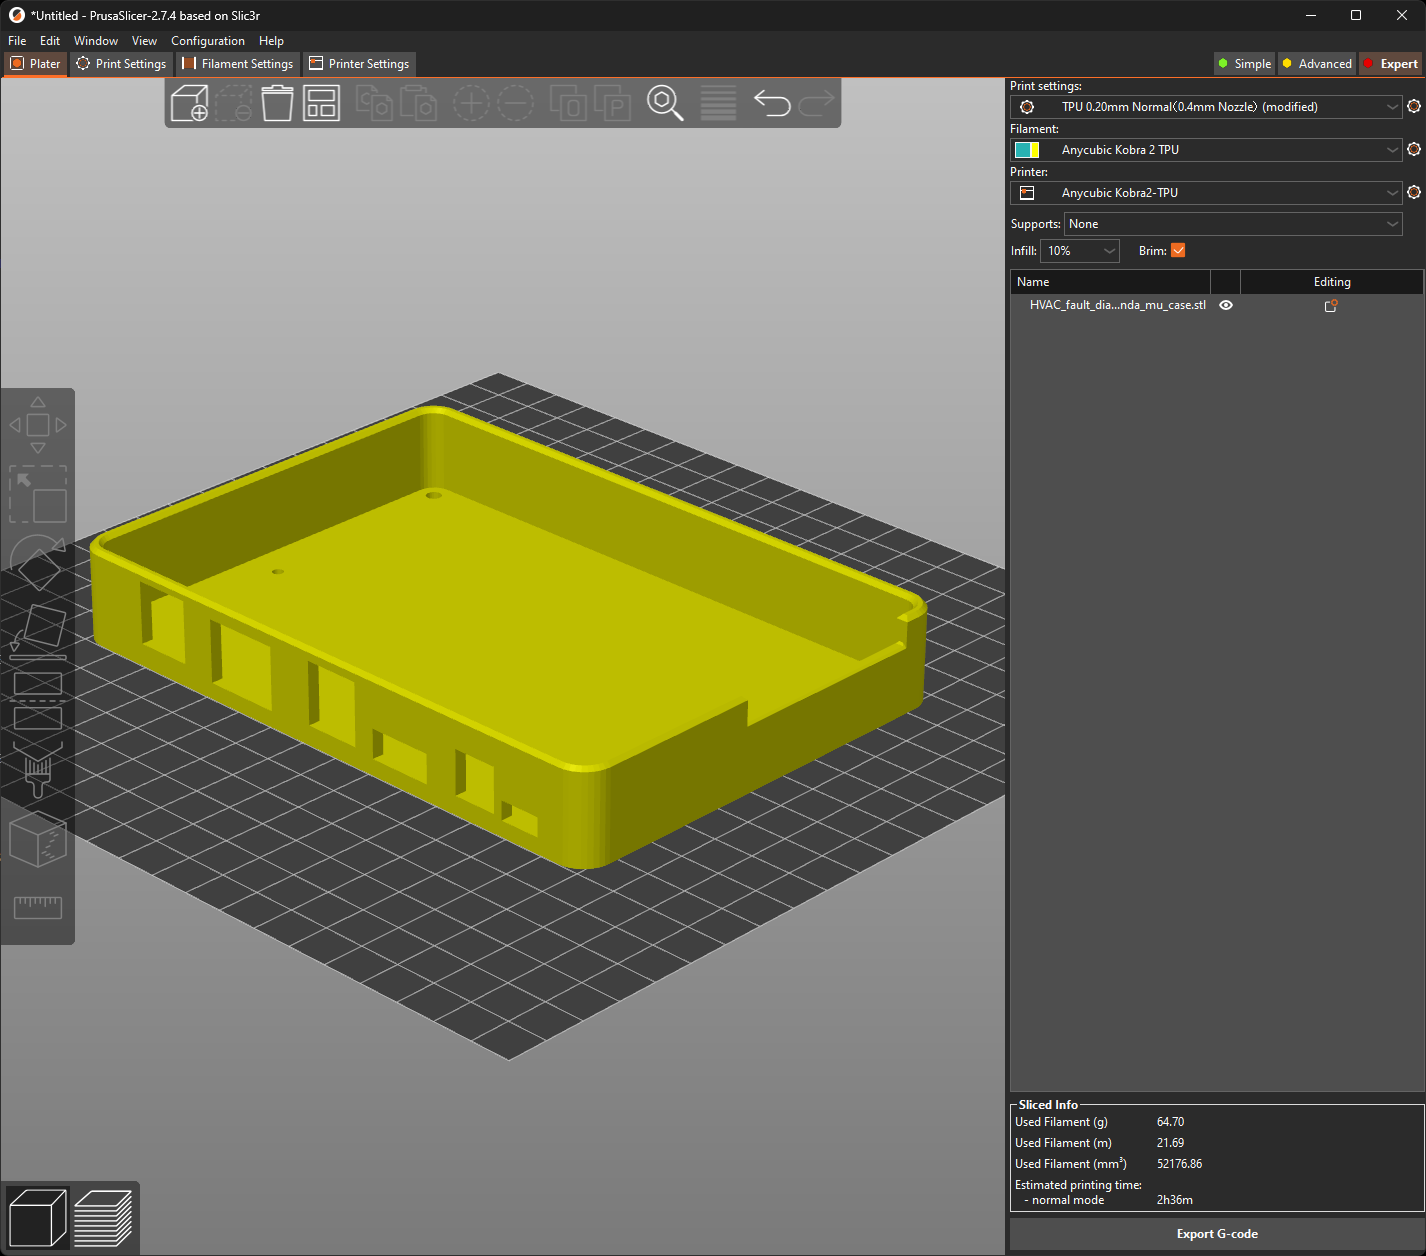 *Untitled - PrusaSlicer-2.7.4 based on Slic3r
File Edit Window View Configuration Help
Plater Print Settings Filament Settings Printer Settings Simple Advanced Expert
Print settings:
TPU 0.20mm Normal（0.4mm Nozzle）(modified)
Filament:
Anycubic Kobra 2 TPU
Printer:
Anycubic Kobra2-TPU
Supports: None
Infill: 10% Brim:
Name Editing
HVAC_fault_dia...nda_mu_case.stl
Sliced Info
Used Filament (g) 64.70
Used Filament (m) 21.69
Used Filament (mm³) 52176.86
Estimated printing time:
- normal mode 2h36m
Export G-code